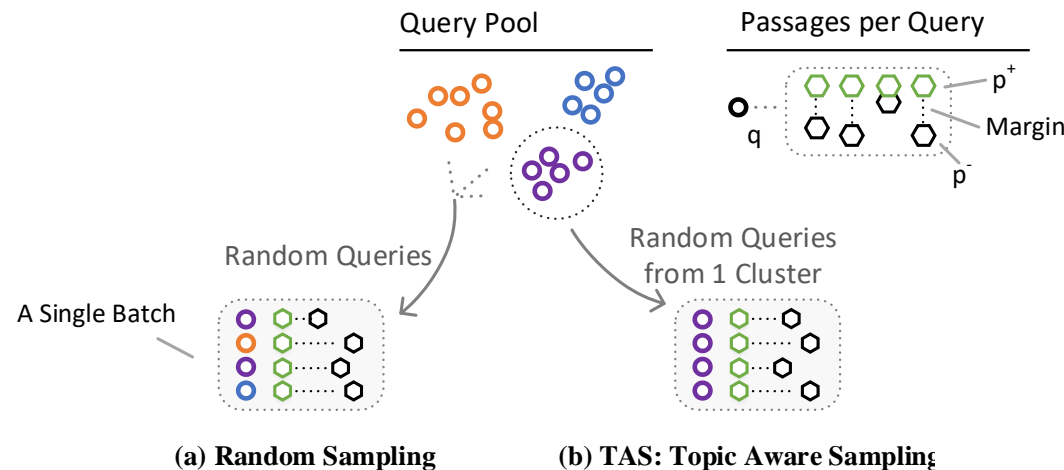 Query Pool
Passages per Query
p+
q
Margin
p-
Random Queries
Random Queries
from 1 Cluster
A Single Batch
(a) Random Sampling
(b) TAS: Topic Aware Sampling